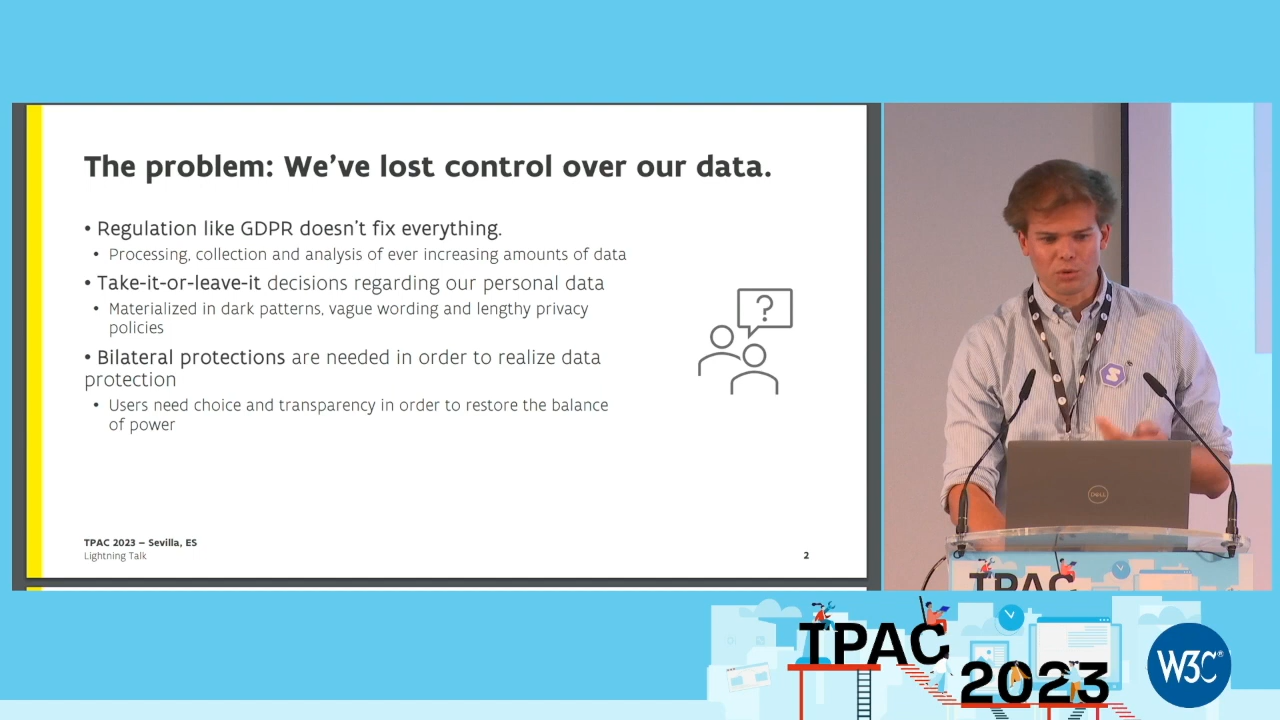 The problem: We've lost control over our data.
• Regulation like GDPR doesn't fix everything.
• Processing, collection and analysis of ever increasing amounts of data
• Take-it-or-leave-it decisions regarding our personal data
• Materialized in dark patterns, vague wording and lengthy privacy
policies
• Bilateral protections are needed in order to realize data
protection
• Users need choice and transparency in order to restore the balance
of power
?
TPAC 2023 – Sevilla, ES
Lightning Talk
2
S
DELL
TPAC
TPAC
2023
W3C®